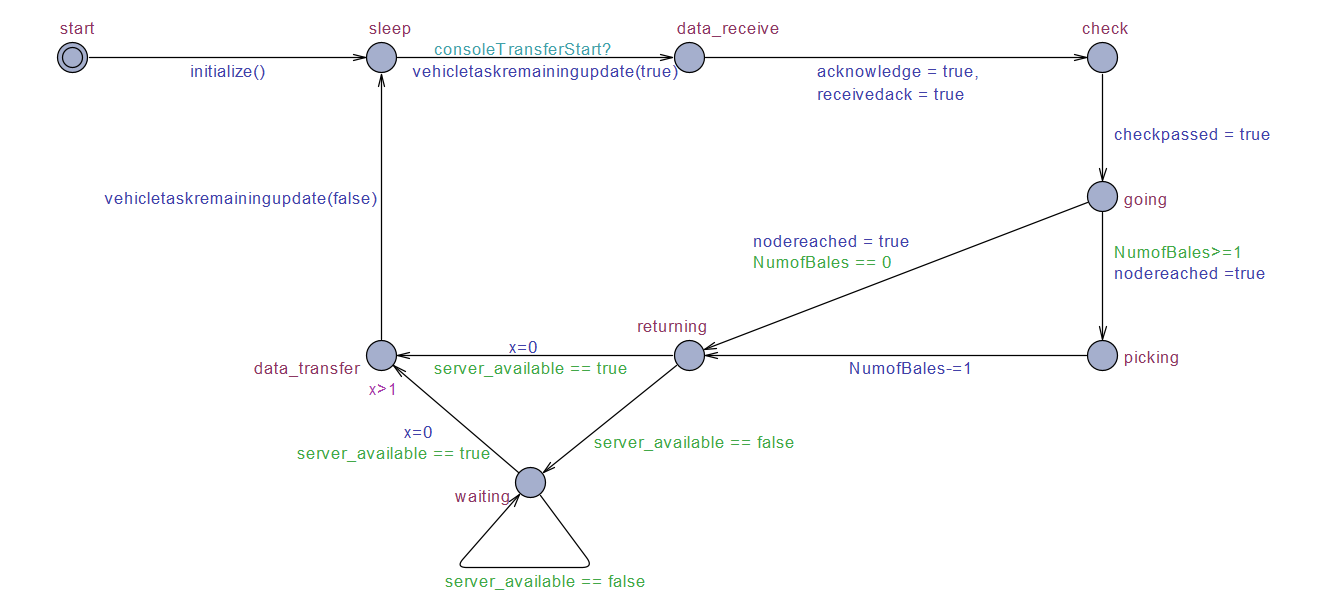 start
sleep
data_receive
check
consoleTransferStart?
initialize()
vehicletaskremainingupdate(true)
acknowledge = true,
receivedack = true
checkpassed = true
vehicletaskremainingupdate(false)
going
nodereached = true
NumofBales == 0
NumofBales>=1
nodereached =true
returning
x=0
server_available == true
data_transfer
x>1
NumofBales-=1
picking
x=0
server_available == true
server_available == false
waiting
server_available == false